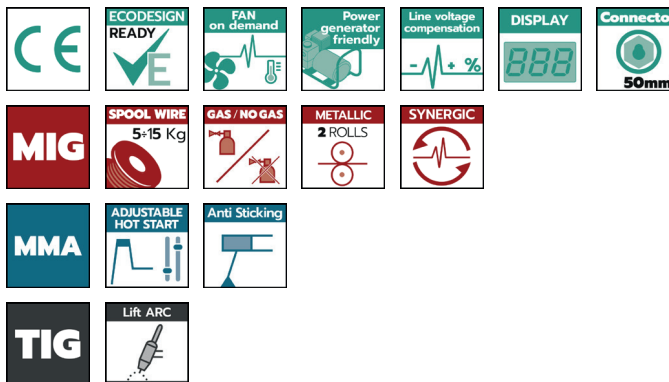 CE
ECODESIGN
READY
E
FAN
on demand
Power
generator
friendly
Line voltage
compensation
- + %
DISPLAY
888
Connecto
50mm
MIG
SPOOL WIRE
5÷15 Kg
GAS / NO GAS
METALLIC
2 ROLLS
SYNERGIC
MMA
ADJUSTABLE
HOT START
Anti Sticking
TIG
Lift ARC